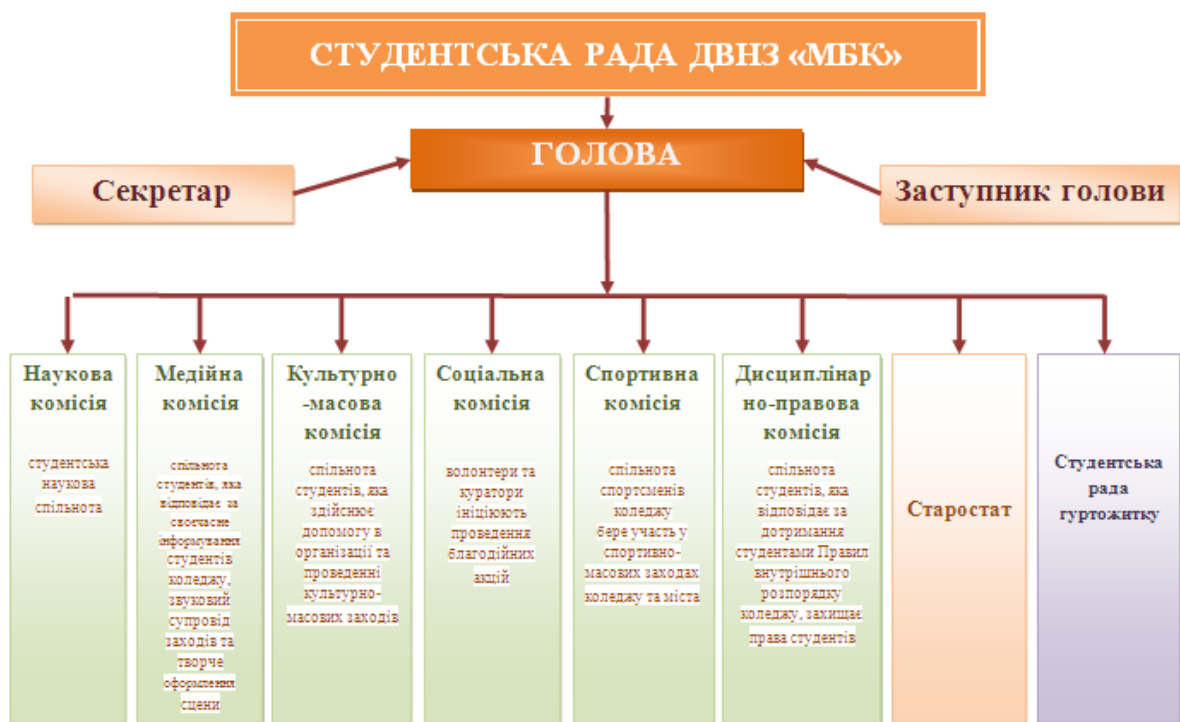 СТУДЕНТСЬКА РАДА ДВНЗ «МБК»
ГОЛОВА
Секретар
Заступник голови
Наукова
комісія
студентська
наукова
спільнота
Медійна
комісія
спільнота
студентів, яка
відповідає за
своєчасне
інформування
студентів
коледжу,
звуковий
супровід
заходів та
творче
оформлення
сцени
Культурно
-масова
комісія
спільнота
студентів, яка
здійснює
допомогу в
організації та
проведенні
культурно-
масових заходів
Соціальна
комісія
волонтери та
куратори
ініціюють
проведення
благодійних
акцій
Спортивна
комісія
спільнота
спортсменів
коледжу
бере участь у
спортивно-
масових заходах
коледжу та міста
Дисциплінар
но-правова
комісія
спільнота
студентів, яка
відповідає за
дотримання
студентами Правил
внутрішнього
розпорядку
коледжу, захищає
права студентів
Старостат
Студентська
рада
гуртожитку